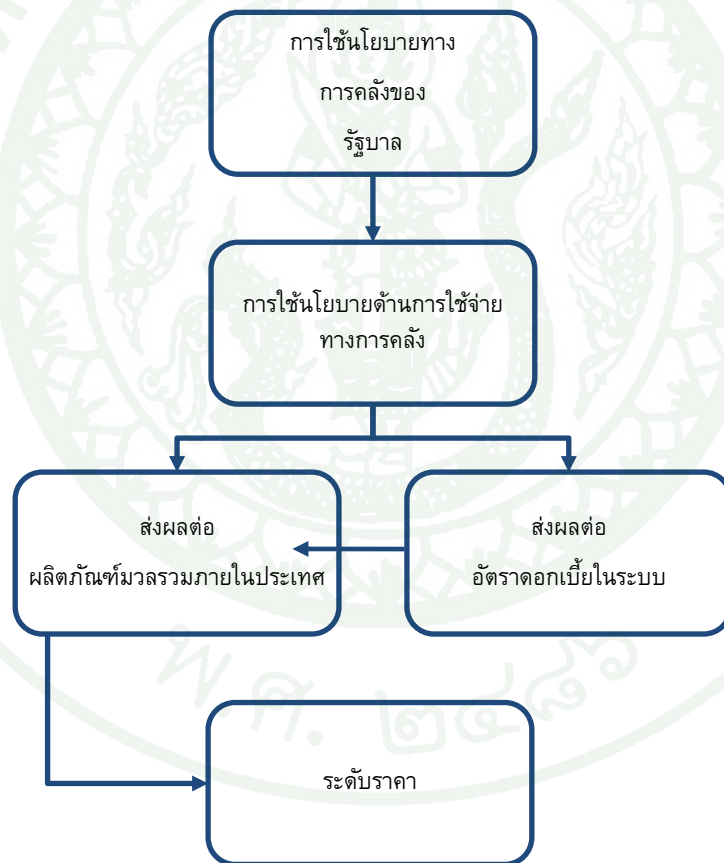 การใช้นโยบายทาง
การคลังของ
รัฐบาล
การใช้นโยบายด้านการใช้จ่าย
ทางการคลัง
ส่งผลต่อ
ผลิตภัณฑ์มวลรวมภายในประเทศ
ส่งผลต่อ
อัตราดอกเบี้ยในระบบ
พ.ศ. ๒๔๘๖
ระดับราคา